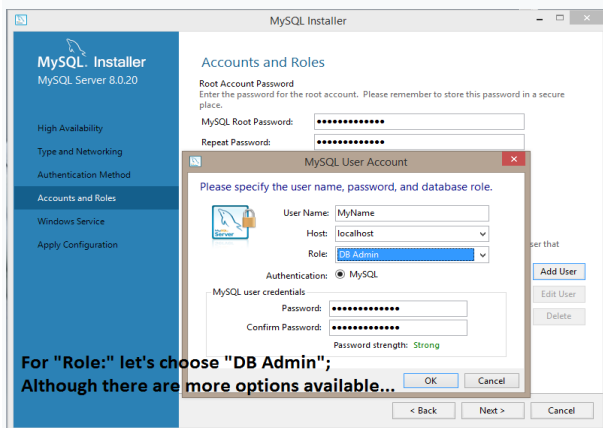 MySQL Installer
MySQL. Installer
MySQL Server 8.0.20
High Availability
Type and Networking
Authentication Method
Accounts and Roles
Windows Service
Apply Configuration
Accounts and Roles
Root Account Password
Enter the password for the root account. Please remember to store this password in a secure
place.
MySQL Root Password: •••••••••••••
Repeat Password: •••••••••••••
MySQL User Account
Please specify the user name, password, and database role.
Server
User Name: MyName
Host: localhost
Role: DB Admin
Authentication: MySQL
MySQL user credentials
Password: •••••••••••••
Confirm Password: •••••••••••••
Password strength: Strong
OK Cancel
ser that
Add User
Edit User
Delete
For "Role:" let's choose "DB Admin";
Although there are more options available...
< Back Next > Cancel